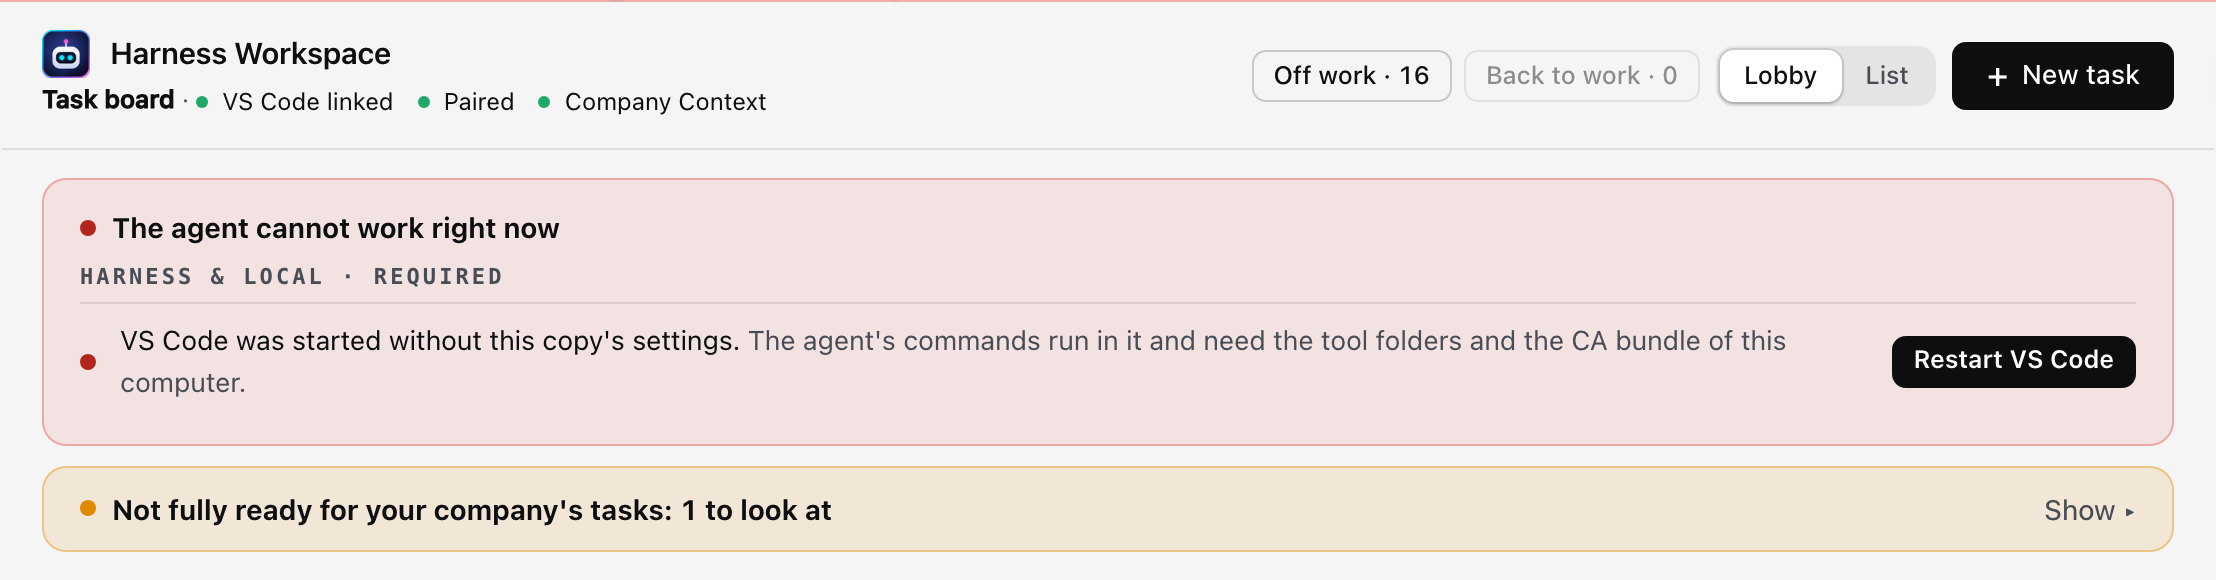 Harness Workspace
Task board · VS Code linked Paired Company Context
Off work · 16
Back to work · 0
Lobby
List
+ New task
The agent cannot work right now
HARNESS & LOCAL · REQUIRED
VS Code was started without this copy's settings. The agent's commands run in it and need the tool folders and the CA bundle of this
computer.
Restart VS Code
Not fully ready for your company's tasks: 1 to look at
Show ▸